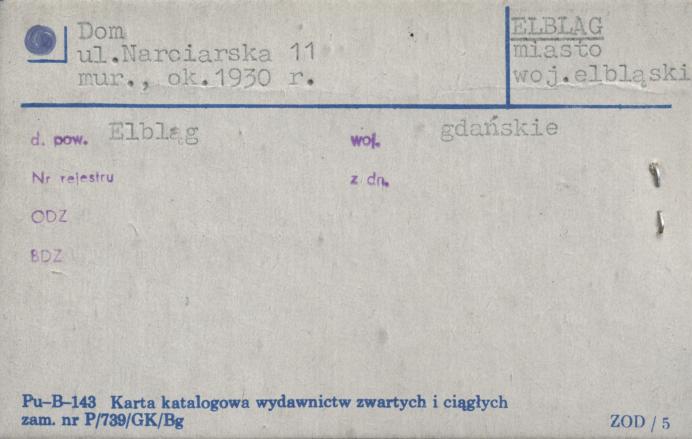 Dom
ul.Narciarska 11
mur., ok.1930 r.
ELBLĄG
miasto
woj.elbląski
d. pow. Elbląg woj. gdańskie
Nr rejestru z dn.
ODZ
BDZ
Pu–B–143 Karta katalogowa wydawnictw zwartych i ciągłych
zam. nr P/739/GK/Bg
ZOD / 5